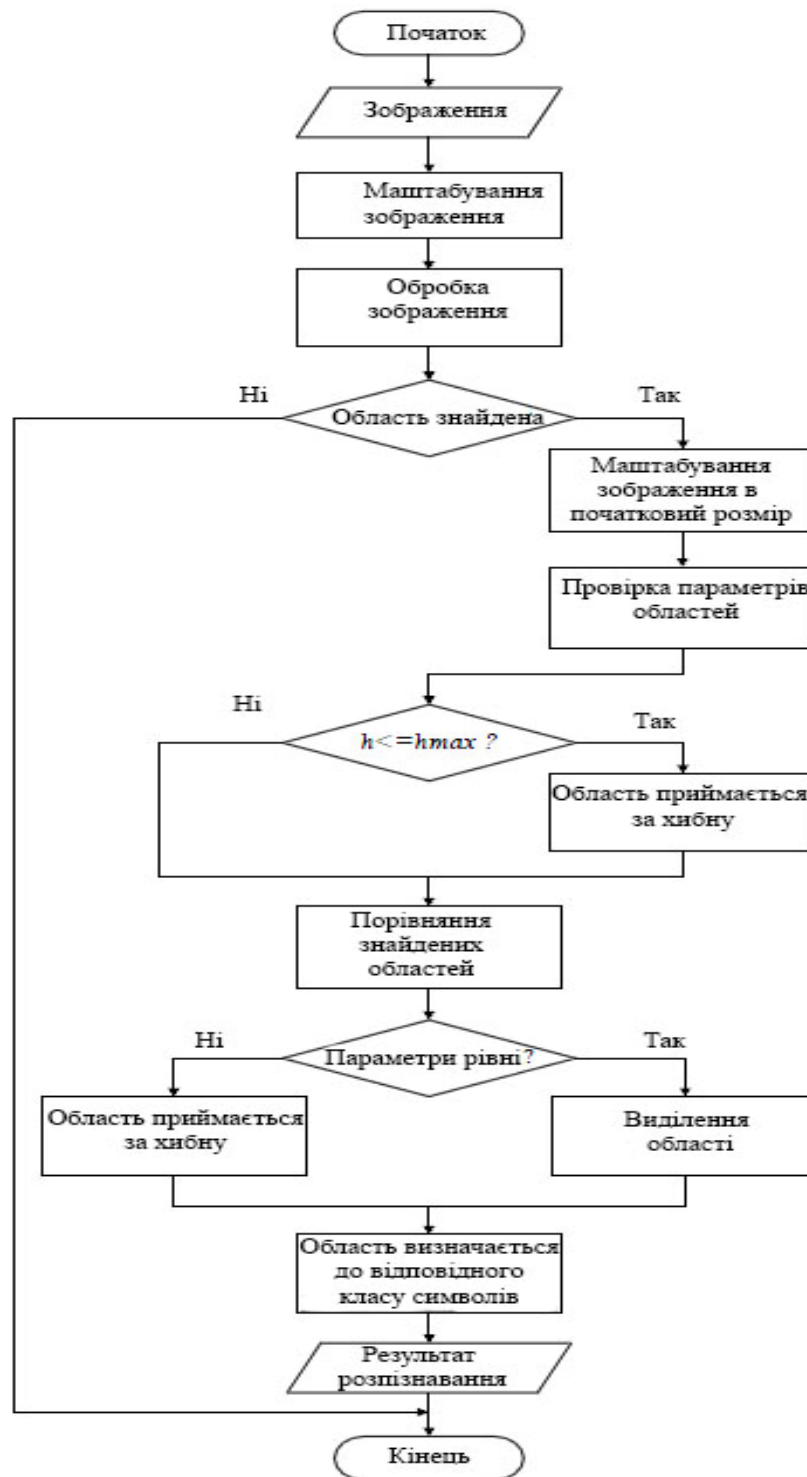 Початок
Зображення
Маштабування
зображення
Обробка
зображення
Ні
Так
Область знайдена
Маштабування
зображення в
початковий розмір
Провірка параметрів
областей
Ні
Так
h<=hmax ?
Область приймається
за хибну
Порівняння
знайдених
областей
Ні
Так
Параметри рівні?
Область приймається
за хибну
Виділення
області
Область визначається
до відповідного
класу символів
Результат
розпізнавання
Кінець